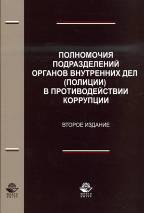 ПОЛНОМОЧИЯ
ПОДРАЗДЕЛЕНИЙ
ОРГАНОВ ВНУТРЕННИХ ДЕЛ
(ПОЛИЦИИ)
В ПРОТИВОДЕЙСТВИИ
КОРРУПЦИИ
ВТОРОЕ ИЗДАНИЕ